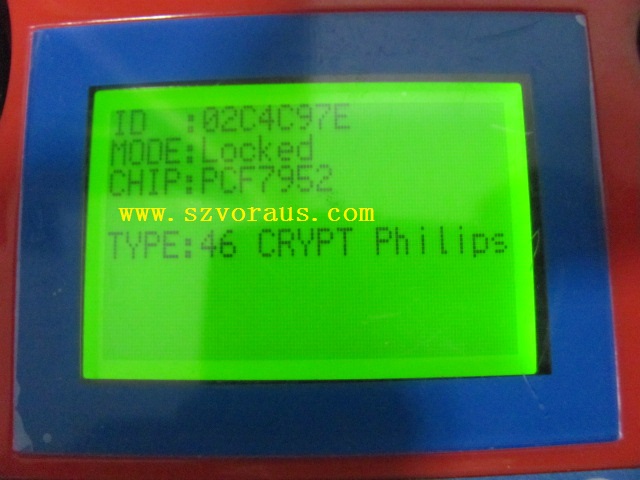 ID  :02C4C97E
MODE:Locked
CHIP:PCF7952
www.szvoraus.com
TYPE:46 CRYPT Philips